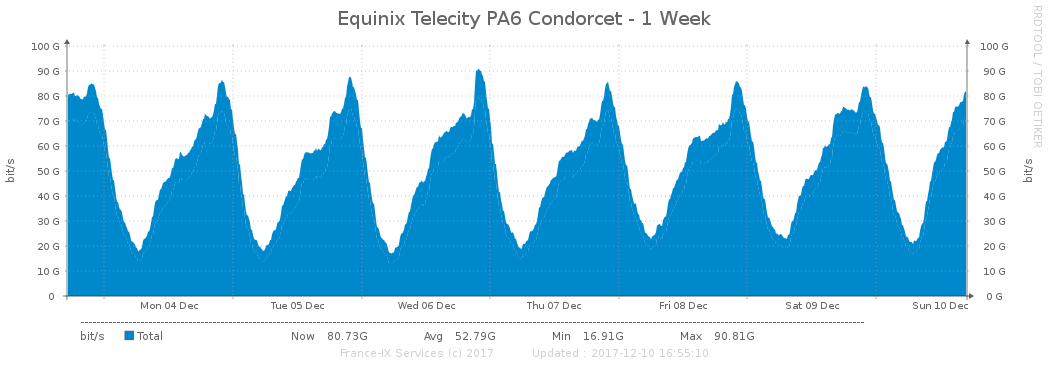 Equinix Telecity PA6 Condorcet - 1 Week
RRDTOOL / TOBI OETIKER
bit/s
100 G
90 G
80 G
70 G
60 G
50 G
40 G
30 G
20 G
10 G
0
100 G
90 G
80 G
70 G
60 G
50 G
40 G
30 G
20 G
10 G
0 G
bit/s
Mon 04 Dec Tue 05 Dec Wed 06 Dec Thu 07 Dec Fri 08 Dec Sat 09 Dec Sun 10 Dec
bit/s Total Now 80.73G Avg 52.79G Min 16.91G Max 90.81G
France-IX Services (c) 2017 Updated : 2017-12-10 16:55:10